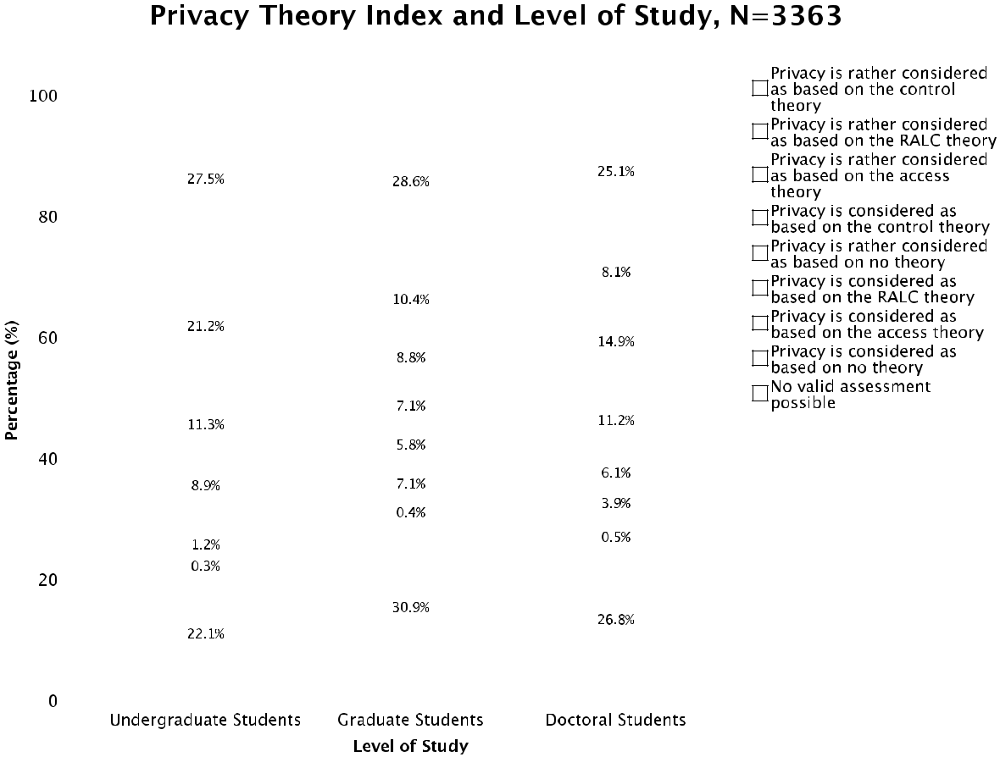 Privacy Theory Index and Level of Study, N=3363
100
80
60
40
20
0
Percentage (%)
27.5%
21.2%
11.3%
8.9%
1.2%
0.3%
22.1%
28.6%
10.4%
8.8%
7.1%
5.8%
7.1%
0.4%
30.9%
25.1%
8.1%
14.9%
11.2%
6.1%
3.9%
0.5%
26.8%
Undergraduate Students
Graduate Students
Doctoral Students
Level of Study
Privacy is rather considered
as based on the control
theory
Privacy is rather considered
as based on the RALC theory
Privacy is rather considered
as based on the access
theory
Privacy is considered as
based on the control theory
Privacy is rather considered
as based on no theory
Privacy is considered as
based on the RALC theory
Privacy is considered as
based on the access theory
Privacy is considered as
based on no theory
No valid assessment
possible